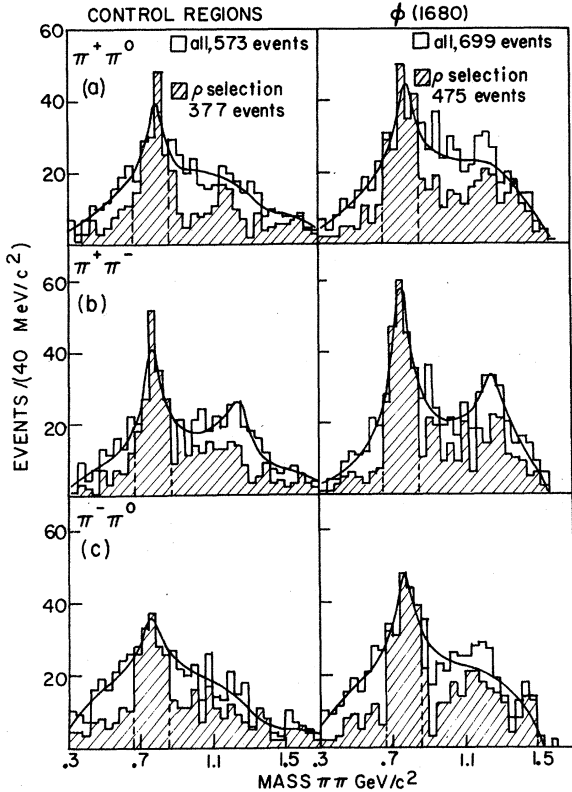 CONTROL REGIONS
ϕ (1680)
60
π⁺π⁰
(a)
all, 573 events
ρ selection
377 events
all, 699 events
ρ selection
475 events
40
20
π⁺π⁻
(b)
60
40
20
π⁻π⁰
(c)
60
40
20
EVENTS/(40 MeV/c²)
.3 .7 1.1 1.5 .3 .7 1.1 1.5
MASS ππ GeV/c²